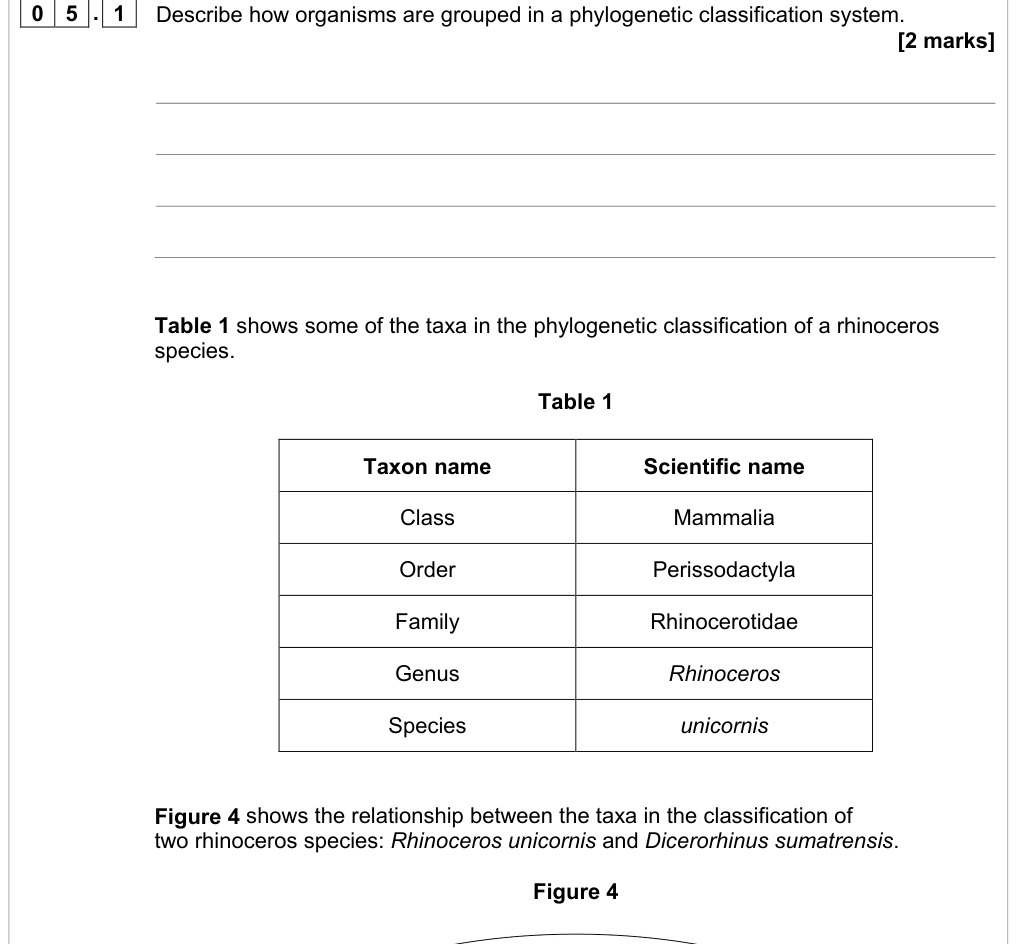 0 5 . 1 Describe how organisms are grouped in a phylogenetic classification system.
[2 marks]
Table 1 shows some of the taxa in the phylogenetic classification of a rhinoceros
species.
Table 1
Taxon name Scientific name
Class Mammalia
Order Perissodactyla
Family Rhinocerotidae
Genus Rhinoceros
Species unicornis
Figure 4 shows the relationship between the taxa in the classification of
two rhinoceros species: Rhinoceros unicornis and Dicerorhinus sumatrensis.
Figure 4